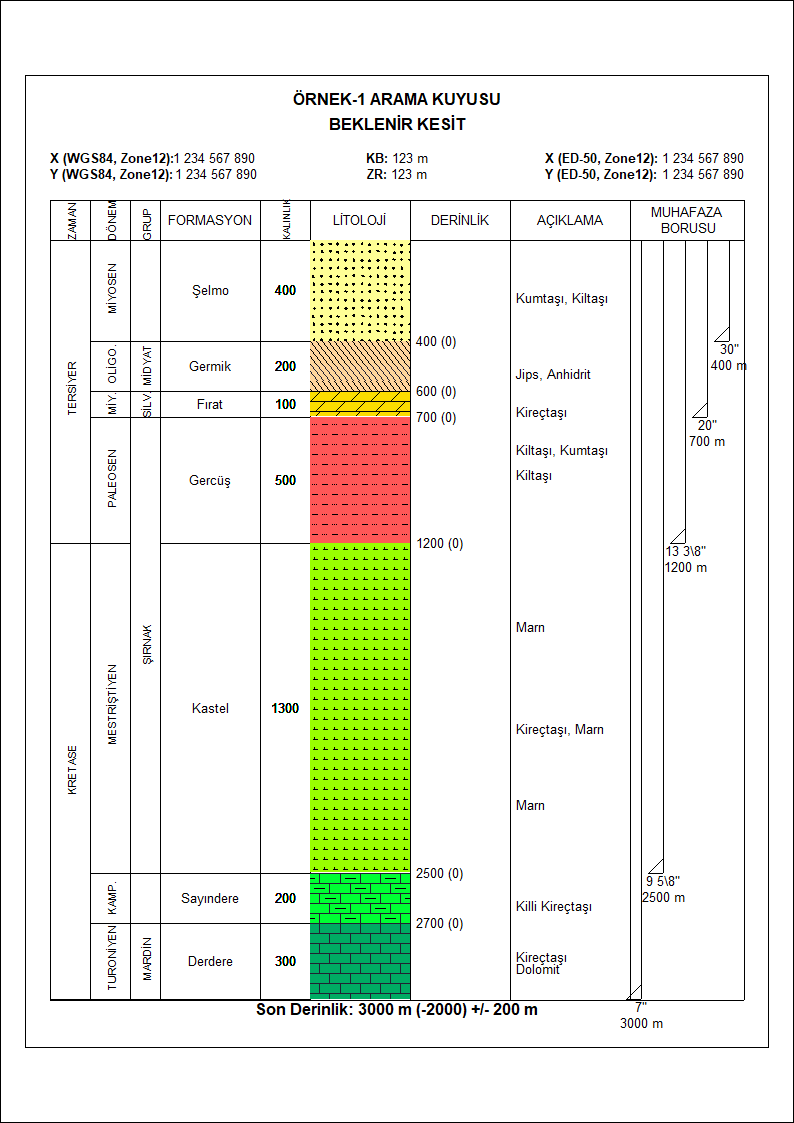 ÖRNEK-1 ARAMA KUYUSU
BEKLENİR KESİT
X (WGS84, Zone12):1 234 567 890 KB: 123 m X (ED-50, Zone12): 1 234 567 890
Y (WGS84, Zone12): 1 234 567 890 ZR: 123 m Y (ED-50, Zone12): 1 234 567 890
ZAMAN DÖNEM GRUP FORMASYON KALINLIK LİTOLOJİ DERİNLİK AÇIKLAMA MUHAFAZA
BORUSU
TERSİYER
MİYOSEN
Şelmo 400 Kumtaşı, Kiltaşı
400 (0)
30"
400 m
OLİGO. MİDYAT Germik 200 Jips, Anhidrit
600 (0)
MİY. SİLV. Fırat 100 Kireçtaşı
700 (0)
20"
700 m
PALEOSEN
Gercüş 500 Kiltaşı, Kumtaşı
Kiltaşı
1200 (0)
13 3\8"
1200 m
KRETASE
MESTRİŞTİYEN
ŞIRNAK
Kastel 1300 Marn
Kireçtaşı, Marn
Marn
2500 (0)
9 5\8"
2500 m
KAMP. Sayındere 200 Killi Kireçtaşı
2700 (0)
TURONİYEN MARDİN Derdere 300 Kireçtaşı
Dolomit
Son Derinlik: 3000 m (-2000) +/- 200 m
7"
3000 m